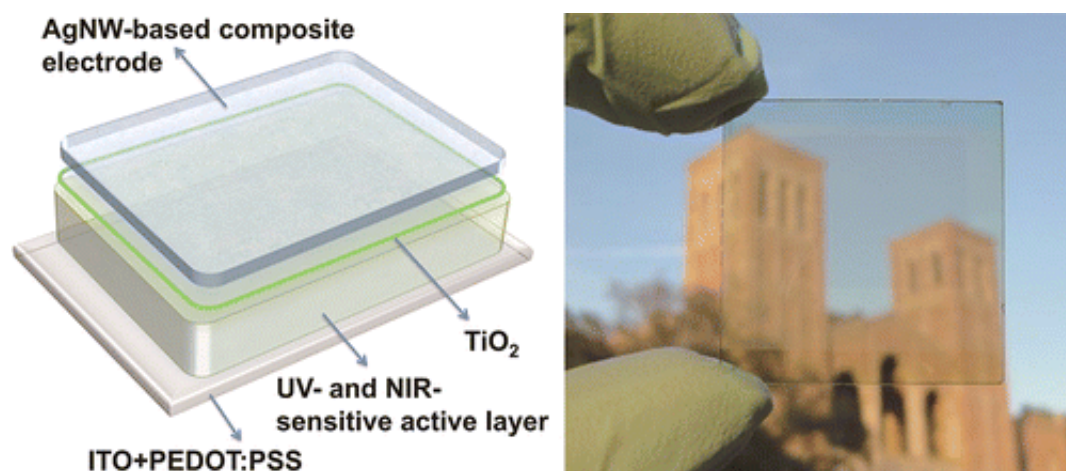 AgNW-based composite
electrode
TiO₂
UV- and NIR-
sensitive active layer
ITO+PEDOT:PSS